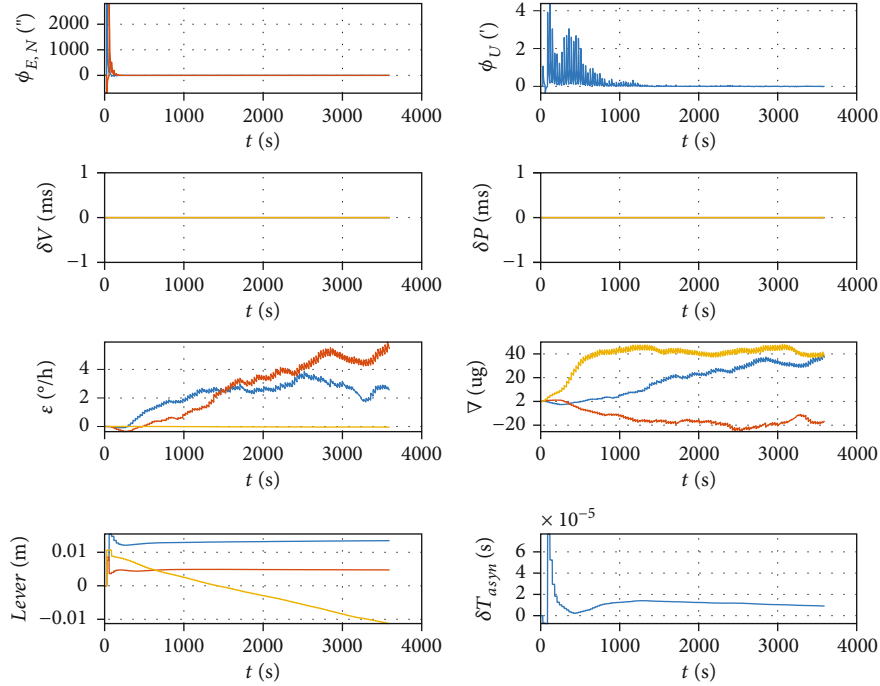 ϕE, N (")
2000
1000
0
0 1000 2000 3000 4000
t (s)
ϕU (')
4
2
0
0 1000 2000 3000 4000
t (s)
δV (ms)
1
0
−1
0 1000 2000 3000 4000
t (s)
δP (ms)
1
0
−1
0 1000 2000 3000 4000
t (s)
ε (°/h)
4
2
0
0 1000 2000 3000 4000
t (s)
∇ (ug)
40
20
2
−20
0 1000 2000 3000 4000
t (s)
Lever (m)
0.01
0
−0.01
0 1000 2000 3000 4000
t (s)
× 10−5
δTasyn (s)
6
4
2
0
0 1000 2000 3000 4000
t (s)